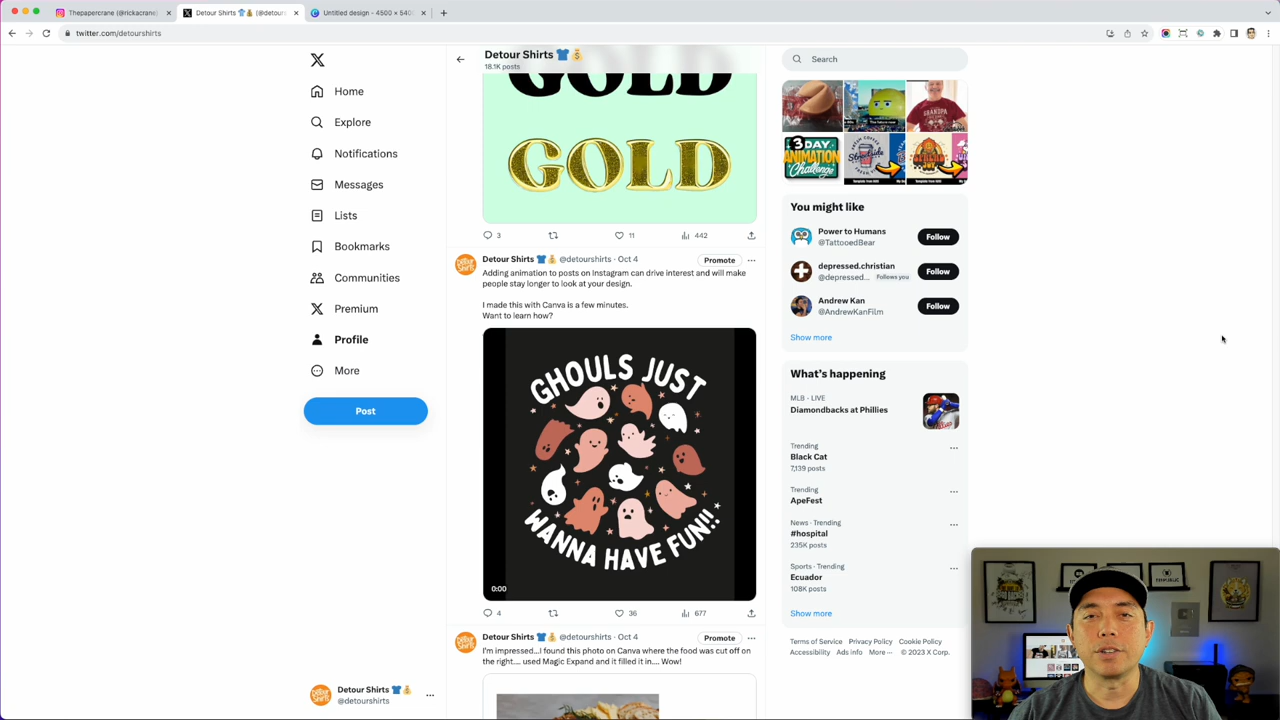 Thepapercrane (@rickacrane)
Detour Shirts 👕💰 (@detours
Untitled design - 4500 × 540
twitter.com/detourshirts
Home
Explore
Notifications
Messages
Lists
Bookmarks
Communities
Premium
Profile
More
Post
Detour Shirts 👕💰
@detourshirts
Detour Shirts 👕💰
18.1K posts
GOLD
GOLD
3
11
442
Detour Shirts 👕💰 @detourshirts · Oct 4
Promote
Adding animation to posts on Instagram can drive interest and will make
people stay longer to look at your design.
I made this with Canva is a few minutes.
Want to learn how?
GHOULS JUST
WANNA HAVE FUN!!
0:00
4
36
677
Detour Shirts 👕💰 @detourshirts · Oct 4
Promote
I'm impressed...I found this photo on Canva where the food was cut off on
the right.... used Magic Expand and it filled it in.... Wow!
Search
GRANDPA
3 DAY
ANIMATION
Challenge
You might like
Power to Humans
@TattooedBear
Follow
depressed.christian
@depressed... Follows you
Follow
Andrew Kan
@AndrewKanFilm
Follow
Show more
What's happening
MLB · LIVE
Diamondbacks at Phillies
Trending
Black Cat
7,139 posts
Trending
ApeFest
News · Trending
#hospital
235K posts
Sports · Trending
Ecuador
108K posts
Show more
Terms of Service Privacy Policy Cookie Policy
Accessibility Ads info More ··· © 2023 X Corp.